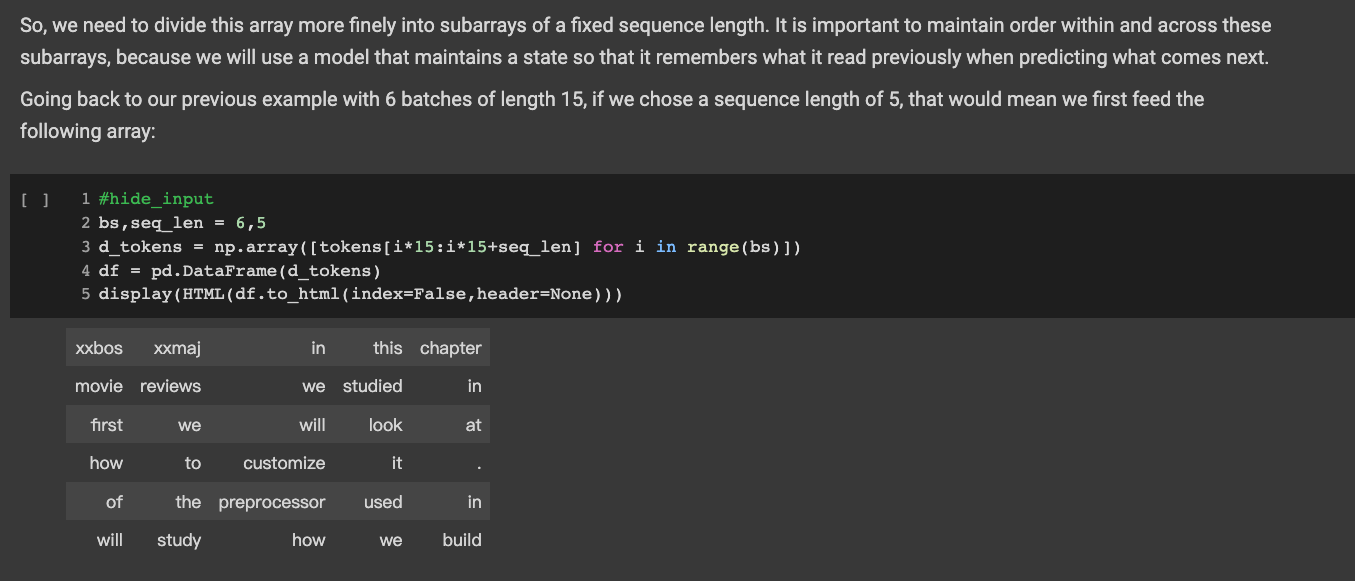 So, we need to divide this array more finely into subarrays of a fixed sequence length. It is important to maintain order within and across these
subarrays, because we will use a model that maintains a state so that it remembers what it read previously when predicting what comes next.
Going back to our previous example with 6 batches of length 15, if we chose a sequence length of 5, that would mean we first feed the
following array:
[ ] 1 #hide_input
2 bs,seq_len = 6,5
3 d_tokens = np.array([tokens[i*15:i*15+seq_len] for i in range(bs)])
4 df = pd.DataFrame(d_tokens)
5 display(HTML(df.to_html(index=False,header=None)))
xxbos xxmaj in this chapter
movie reviews we studied in
first we will look at
how to customize it .
of the preprocessor used in
will study how we build